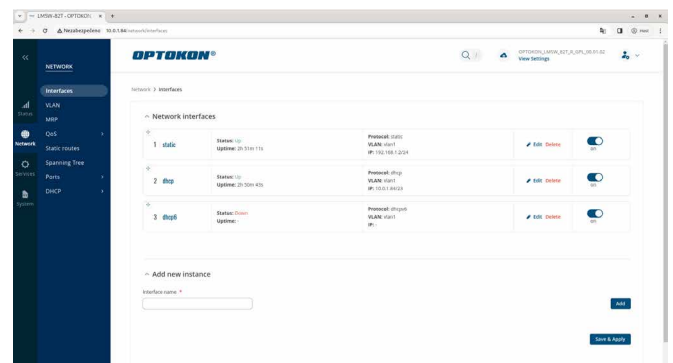 LMSW-82T - OPTOKON
Nezabezpečeno 10.0.1.84/network/interfaces
OPTOKON®
OPTOKON_LMSW_82T_R_GPL_00.01.02
View Settings
NETWORK
Interfaces
VLAN
MRP
QoS
Static routes
Spanning Tree
Ports
DHCP
Status
Network
Services
System
Network > Interfaces
Network interfaces
1 static
Status: Up
Uptime: 2h 51m 11s
Protocol: static
VLAN: vlan1
IP: 192.168.1.2/24
Edit Delete
on
2 dhcp
Status: Up
Uptime: 2h 50m 43s
Protocol: dhcp
VLAN: vlan1
IP: 10.0.1.84/23
Edit Delete
on
3 dhcp6
Status: Down
Uptime: -
Protocol: dhcpv6
VLAN: vlan1
IP: -
Edit Delete
on
Add new instance
Interface name *
Add
Save & Apply